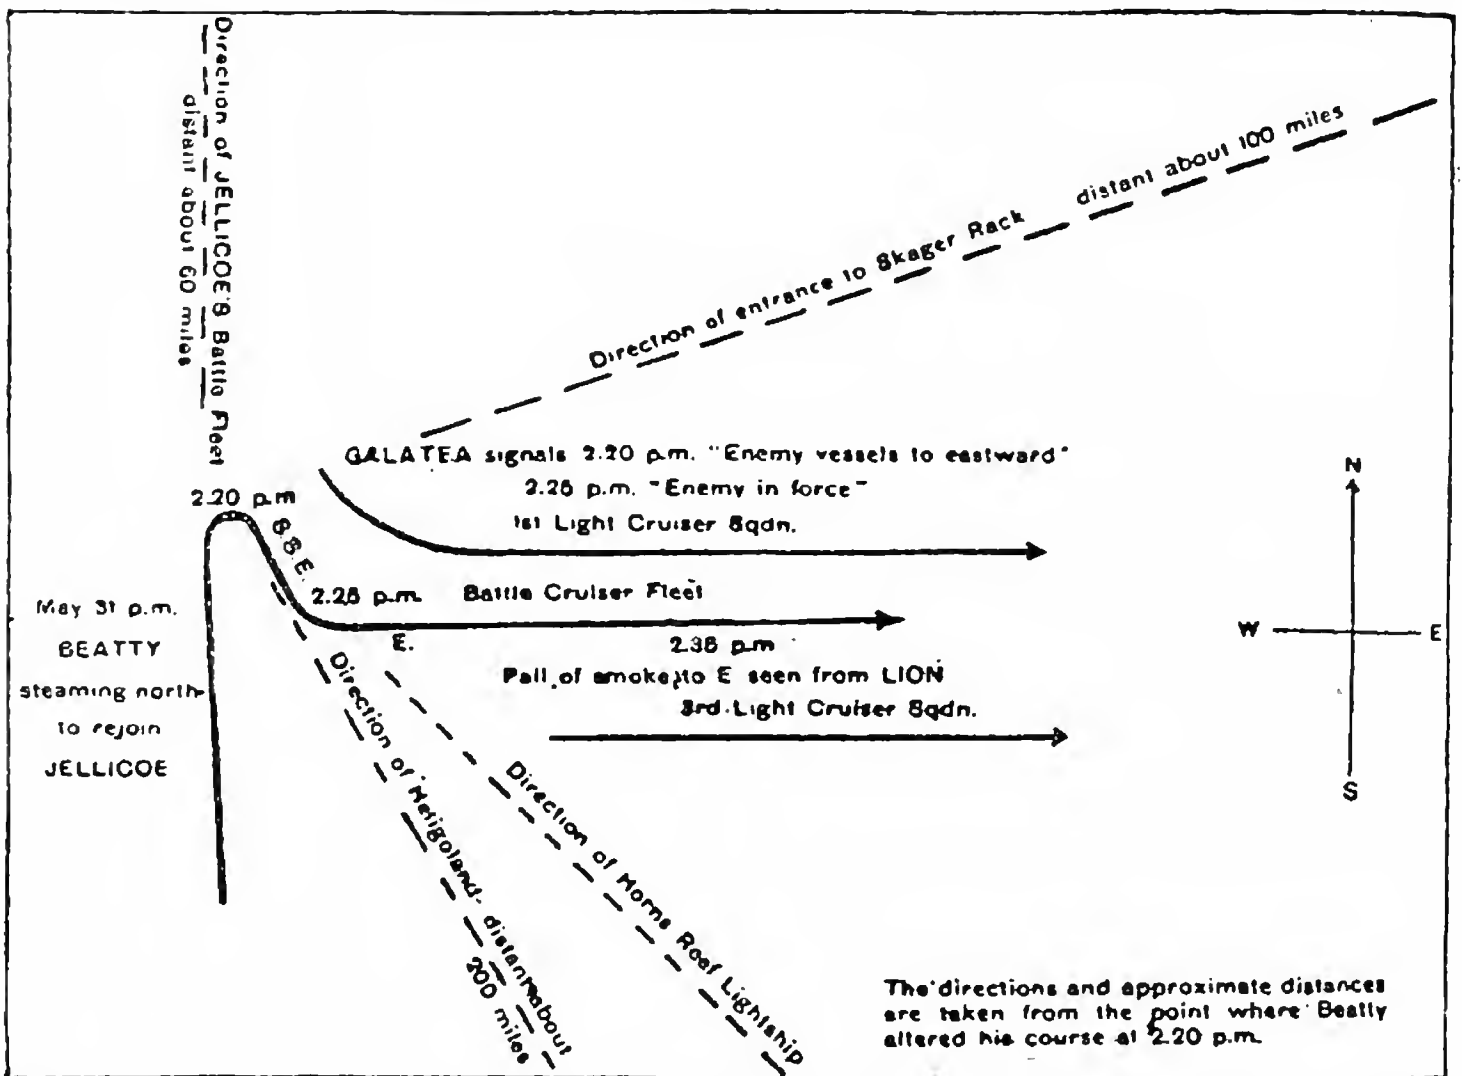 Direction of JELLICOE'S Battle Fleet
distant about 60 miles
Direction of entrance to Skager Rack distant about 100 miles
GALATEA signals 2.20 p.m. "Enemy vessels to eastward"
2.25 p.m. "Enemy in force"
1st Light Cruiser Sqdn.
2.20 p.m
S.S.E.
2.25 p.m. Battle Cruiser Fleet
E.
2.35 p.m
Pall of smoke to E seen from LION
3rd Light Cruiser Sqdn.
May 31 p.m.
BEATTY
steaming north
to rejoin
JELLICOE
Direction of Heligoland distant about
200 miles
Direction of Horns Reef Lightship
N
W E
S
The directions and approximate distances
are taken from the point where Beatty
altered his course at 2.20 p.m.